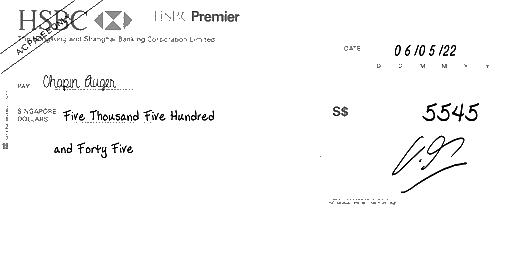 HSBC HSBC Premier
A/C PAYEE ONLY
The Hongkong and Shanghai Banking Corporation Limited
DATE 06/05/22
D D M M Y Y
PAY Chapin Auger
SINGAPORE DOLLARS Five Thousand Five Hundred
and Forty Five
S$ 5545